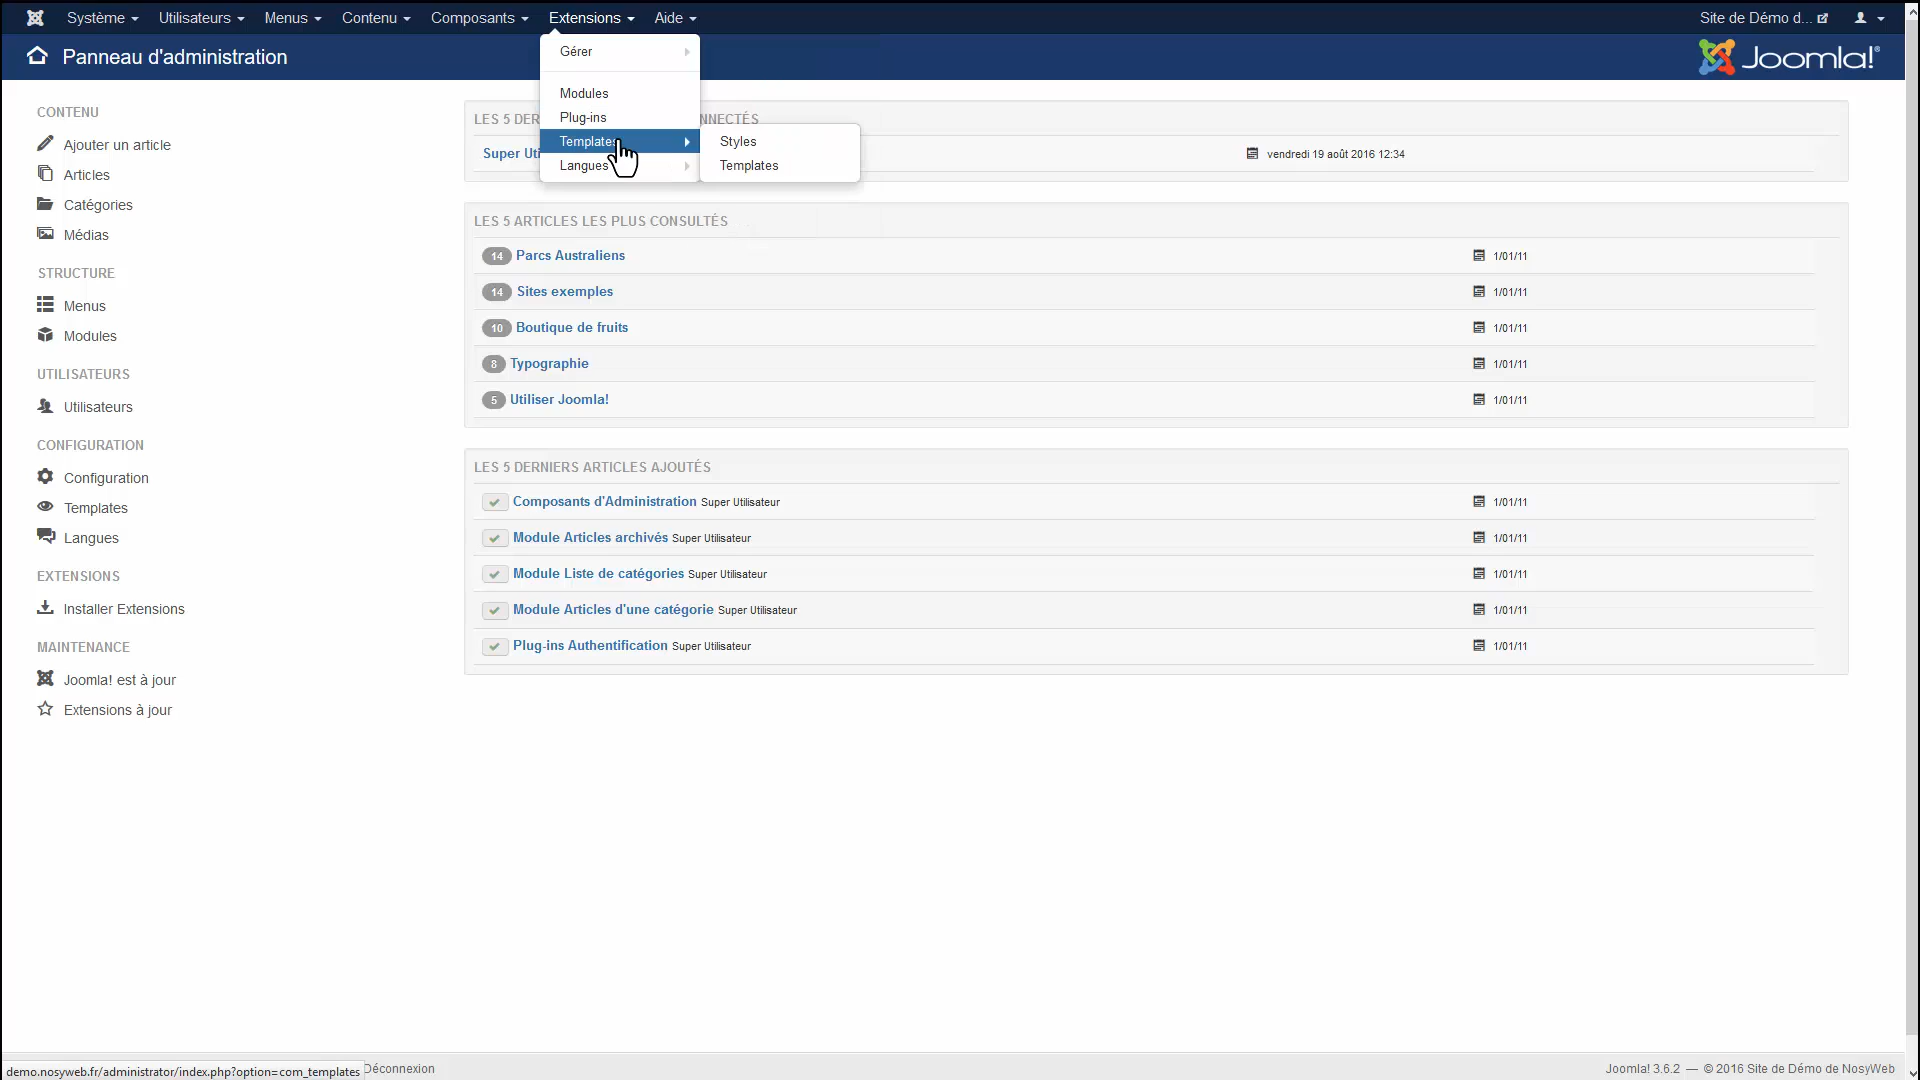 Système Utilisateurs Menus Contenu Composants Extensions Aide Site de Démo d...
Panneau d'administration Joomla!®
Gérer
Modules
Plug-ins
Templates
Langues
Styles
Templates
CONTENU
Ajouter un article
Articles
Catégories
Médias
STRUCTURE
Menus
Modules
UTILISATEURS
Utilisateurs
CONFIGURATION
Configuration
Templates
Langues
EXTENSIONS
Installer Extensions
MAINTENANCE
Joomla! est à jour
Extensions à jour
LES 5 DER NNECTÉS
Super Uti vendredi 19 août 2016 12:34
LES 5 ARTICLES LES PLUS CONSULTÉS
14 Parcs Australiens 1/01/11
14 Sites exemples 1/01/11
10 Boutique de fruits 1/01/11
8 Typographie 1/01/11
5 Utiliser Joomla! 1/01/11
LES 5 DERNIERS ARTICLES AJOUTÉS
Composants d'Administration Super Utilisateur 1/01/11
Module Articles archivés Super Utilisateur 1/01/11
Module Liste de catégories Super Utilisateur 1/01/11
Module Articles d'une catégorie Super Utilisateur 1/01/11
Plug-ins Authentification Super Utilisateur 1/01/11
demo.nosyweb.fr/administrator/index.php?option=com_templates Déconnexion Joomla! 3.6.2 — © 2016 Site de Démo de NosyWeb